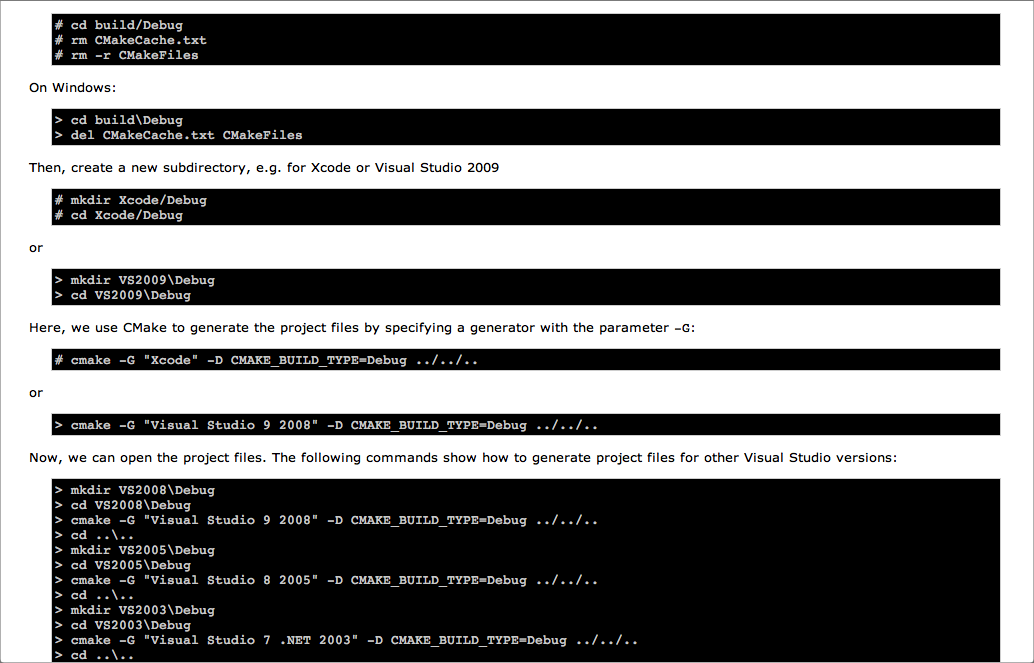 # cd build/Debug
# rm CMakeCache.txt
# rm -r CMakeFiles
On Windows:
> cd build\Debug
> del CMakeCache.txt CMakeFiles
Then, create a new subdirectory, e.g. for Xcode or Visual Studio 2009
# mkdir Xcode/Debug
# cd Xcode/Debug
or
> mkdir VS2009\Debug
> cd VS2009\Debug
Here, we use CMake to generate the project files by specifying a generator with the parameter -G:
# cmake -G "Xcode" -D CMAKE_BUILD_TYPE=Debug ../../..
or
> cmake -G "Visual Studio 9 2008" -D CMAKE_BUILD_TYPE=Debug ../../..
Now, we can open the project files. The following commands show how to generate project files for other Visual Studio versions:
> mkdir VS2008\Debug
> cd VS2008\Debug
> cmake -G "Visual Studio 9 2008" -D CMAKE_BUILD_TYPE=Debug ../../..
> cd ..\..
> mkdir VS2005\Debug
> cd VS2005\Debug
> cmake -G "Visual Studio 8 2005" -D CMAKE_BUILD_TYPE=Debug ../../..
> cd ..\..
> mkdir VS2003\Debug
> cd VS2003\Debug
> cmake -G "Visual Studio 7 .NET 2003" -D CMAKE_BUILD_TYPE=Debug ../../..
> cd ..\..